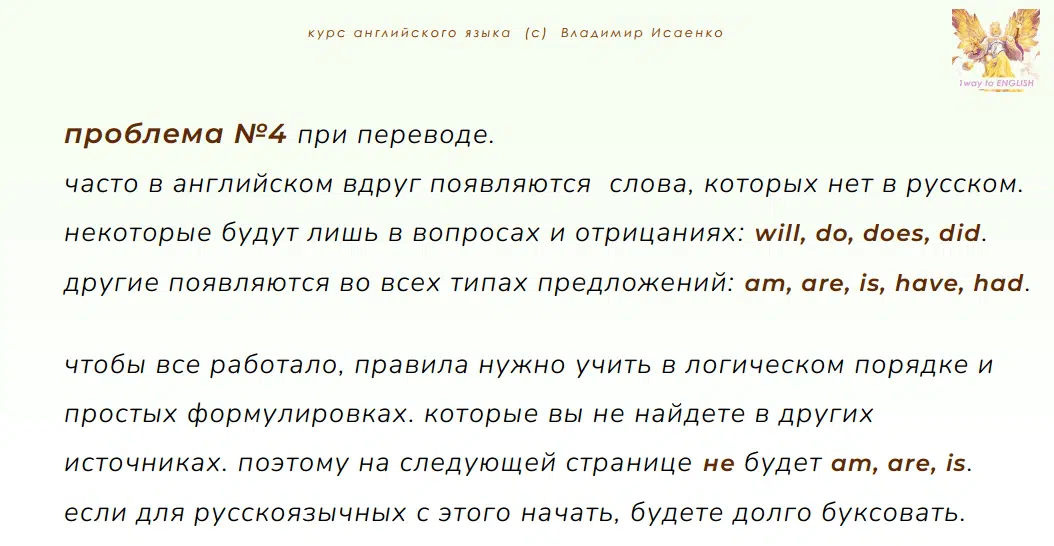 курс английского языка (с) Владимир Исаенко
1way to ENGLISH
проблема №4 при переводе.
часто в английском вдруг появляются слова, которых нет в русском.
некоторые будут лишь в вопросах и отрицаниях: will, do, does, did.
другие появляются во всех типах предложений: am, are, is, have, had.
чтобы все работало, правила нужно учить в логическом порядке и
простых формулировках. которые вы не найдете в других
источниках. поэтому на следующей странице не будет am, are, is.
если для русскоязычных с этого начать, будете долго буксовать.